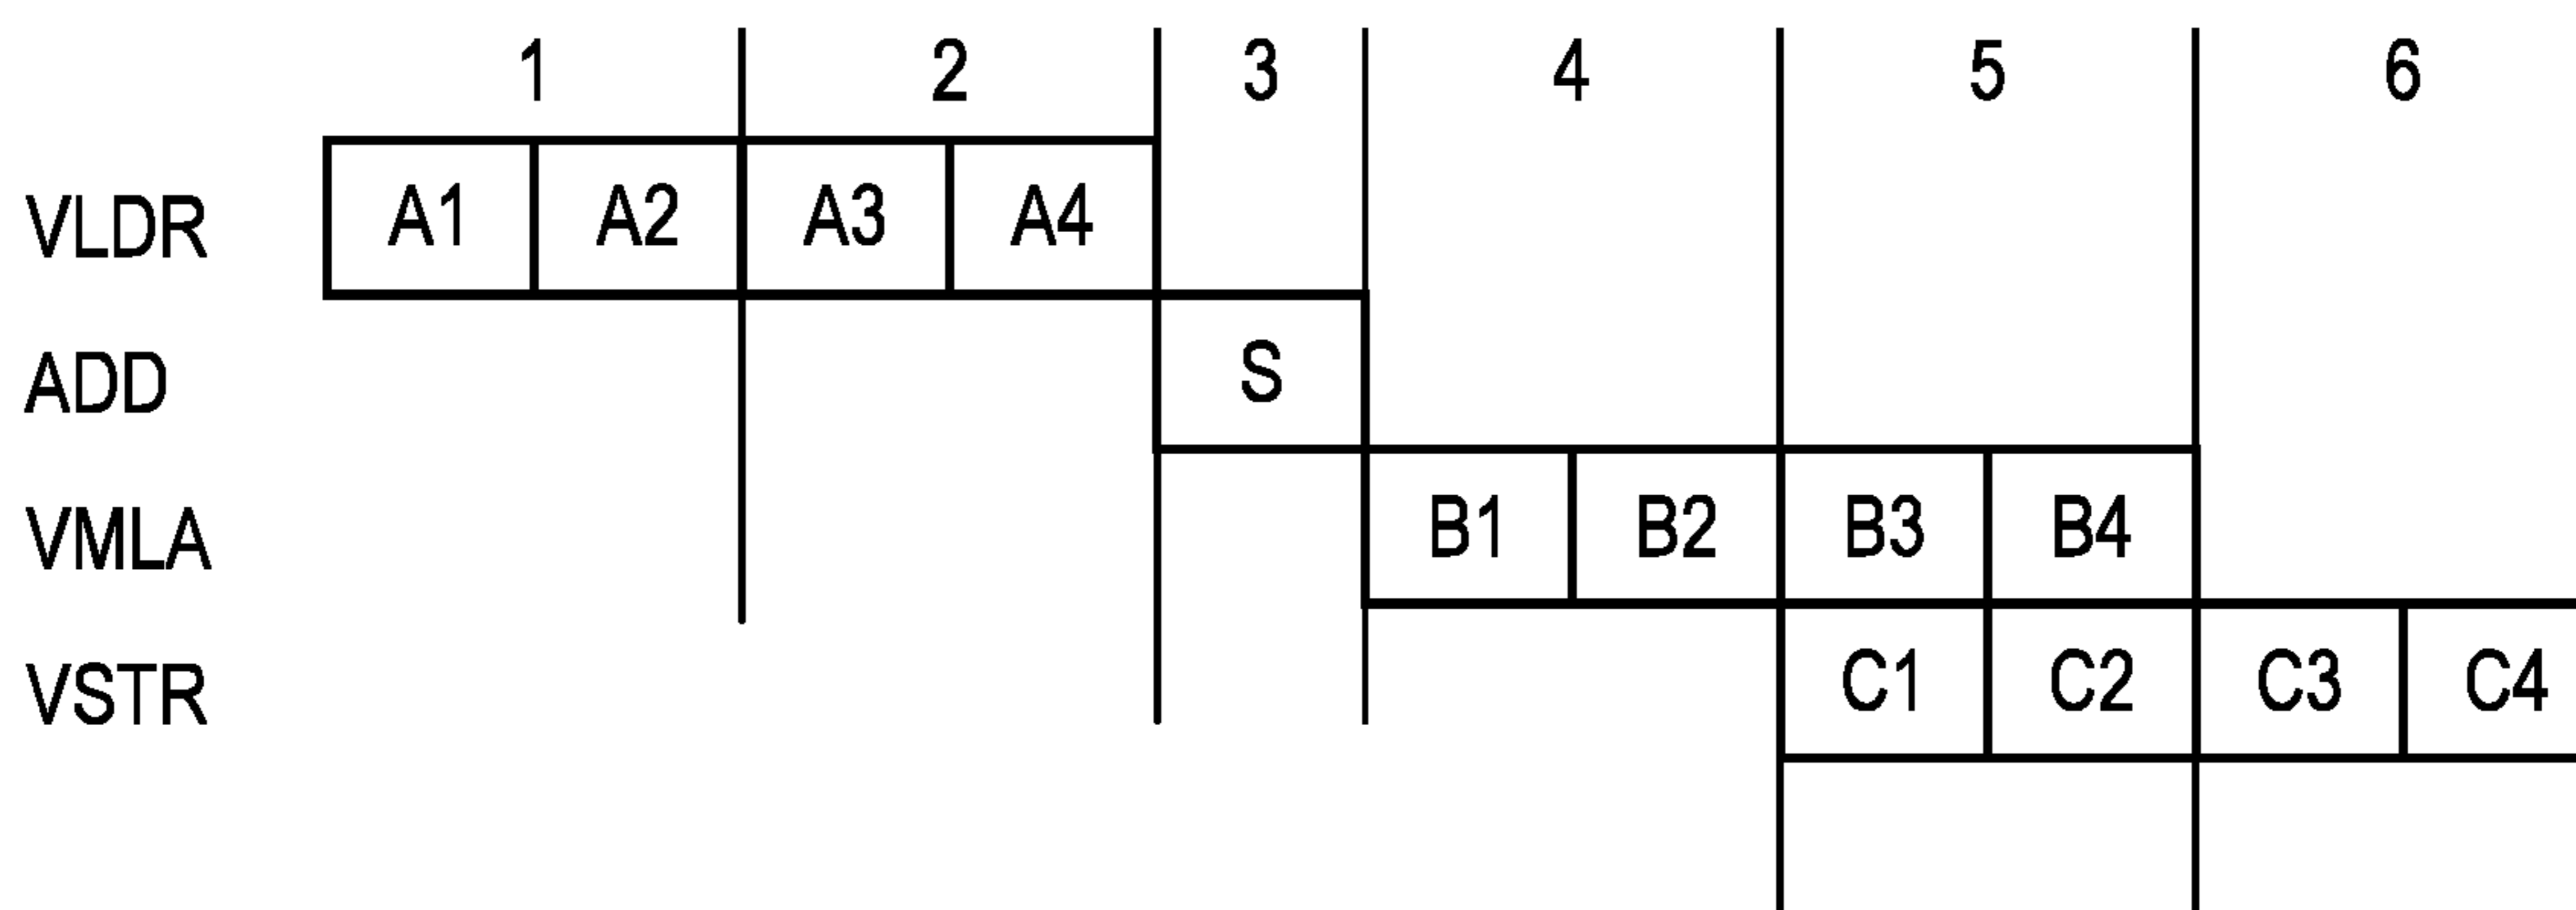 1 2 3 4 5 6
VLDR A1 A2 A3 A4
ADD S
VMLA B1 B2 B3 B4
VSTR C1 C2 C3 C4